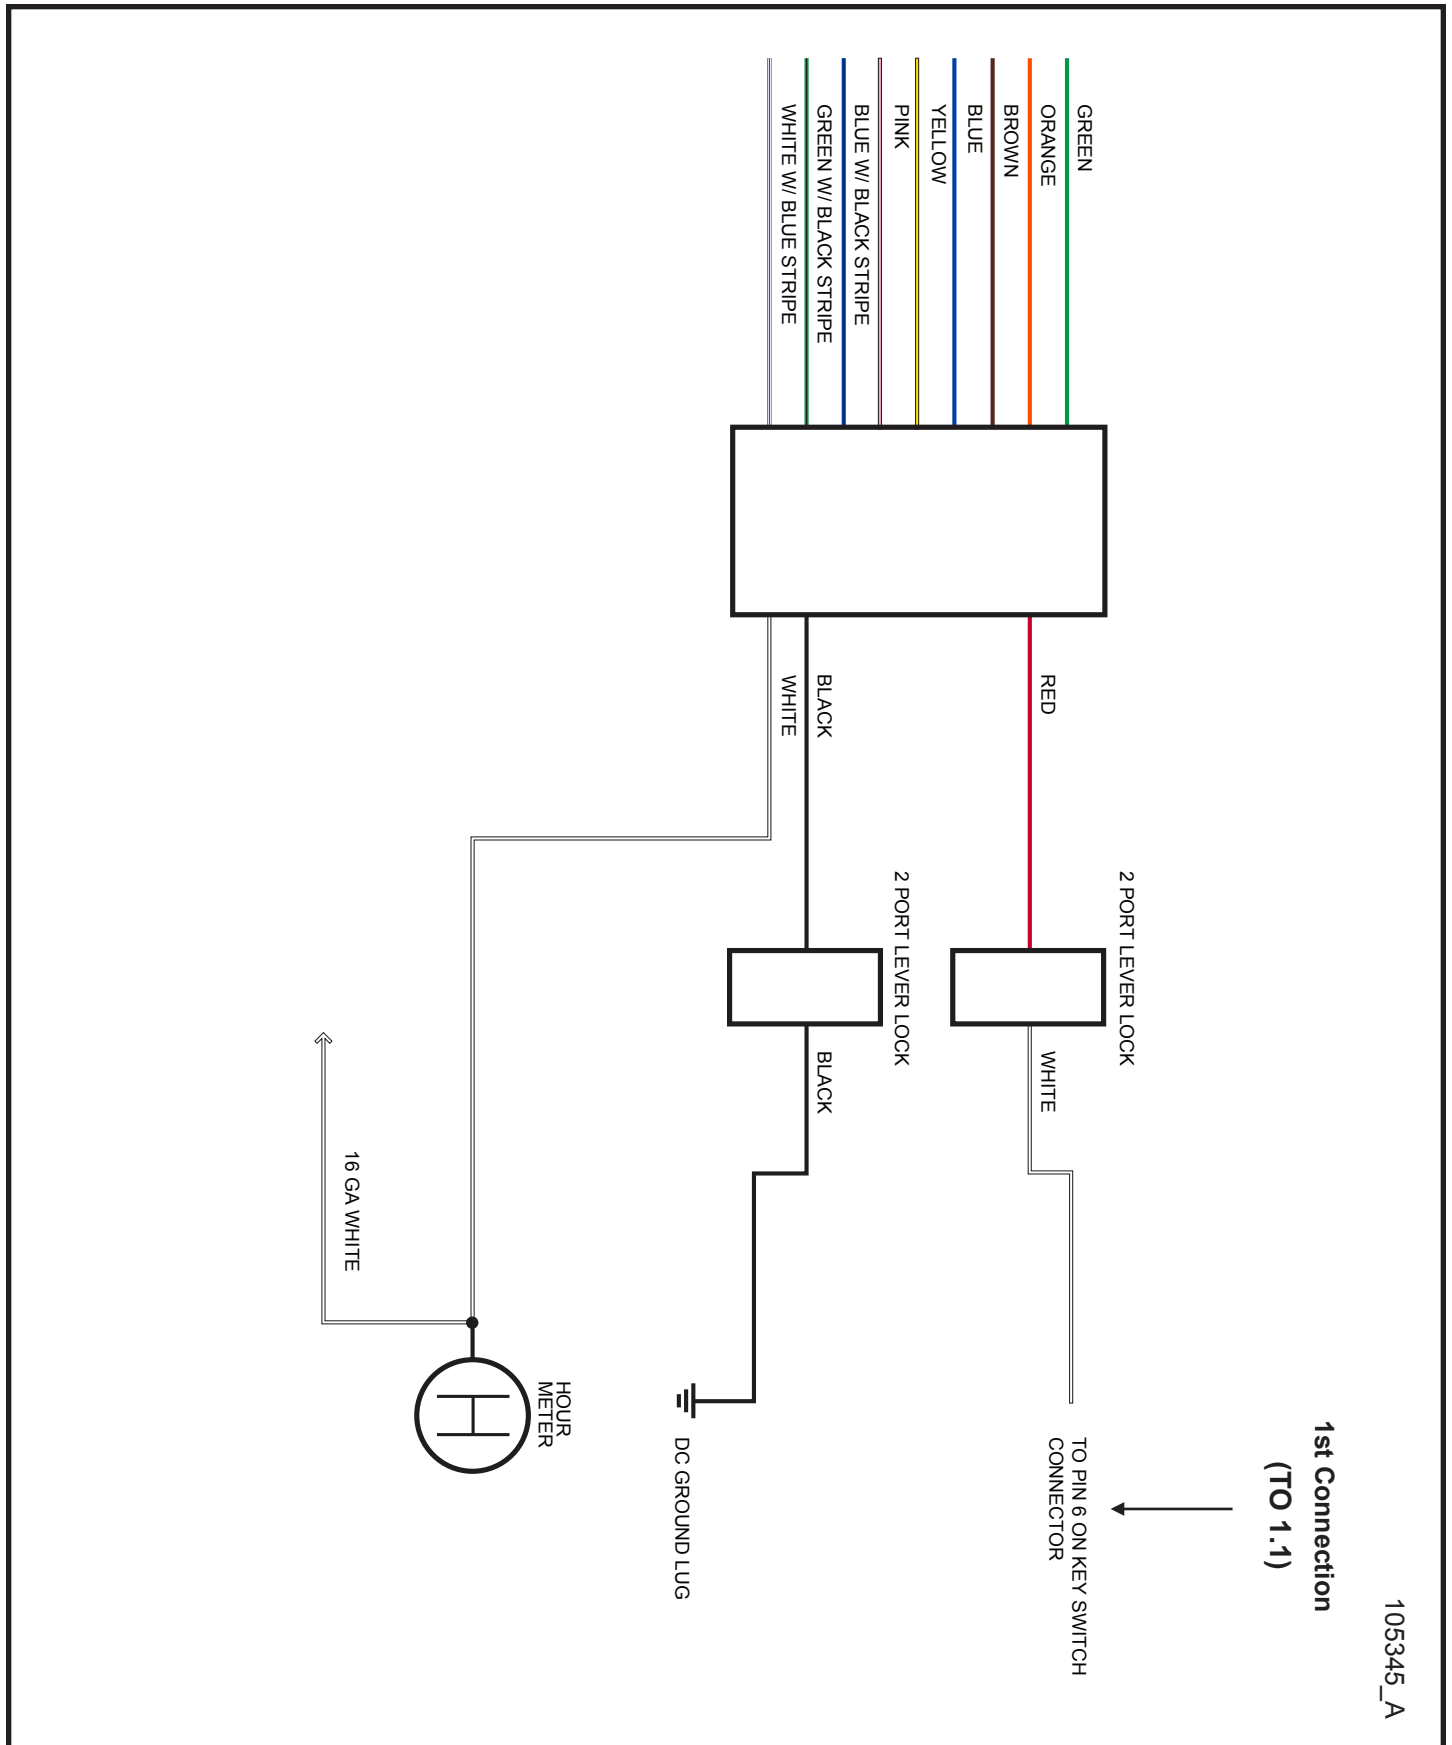 105345_A
1st Connection
(TO 1.1)
GREEN
ORANGE
BROWN
BLUE
YELLOW
PINK
BLUE W/ BLACK STRIPE
GREEN W/ BLACK STRIPE
WHITE W/ BLUE STRIPE
RED
BLACK
WHITE
2 PORT LEVER LOCK
WHITE
2 PORT LEVER LOCK
BLACK
TO PIN 6 ON KEY SWITCH
CONNECTOR
DC GROUND LUG
HOUR
METER
16 GA WHITE